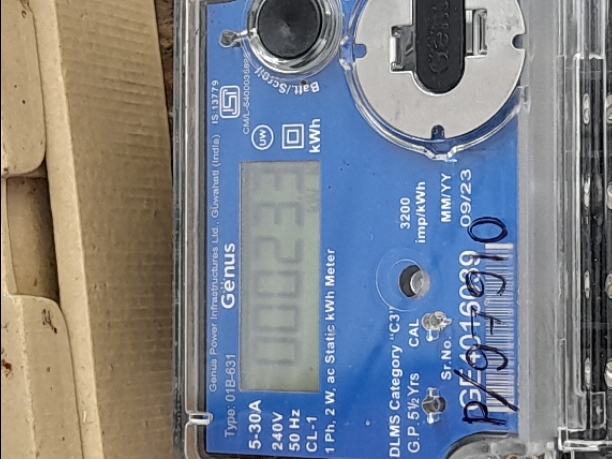 Genus Power Infrastructures Ltd., Guwahati (India)
IS 13779
Type: 01B-631
Genus
UW
Batt./Scroll
kWh
000233
5-30A
240V
50 Hz
CL-1
1 Ph, 2 W, ac Static kWh Meter
DLMS Category "C3"
3200
imp/kWh
G.P. 5½ Yrs
CAL
MM/YY
09/23
Sr.No.